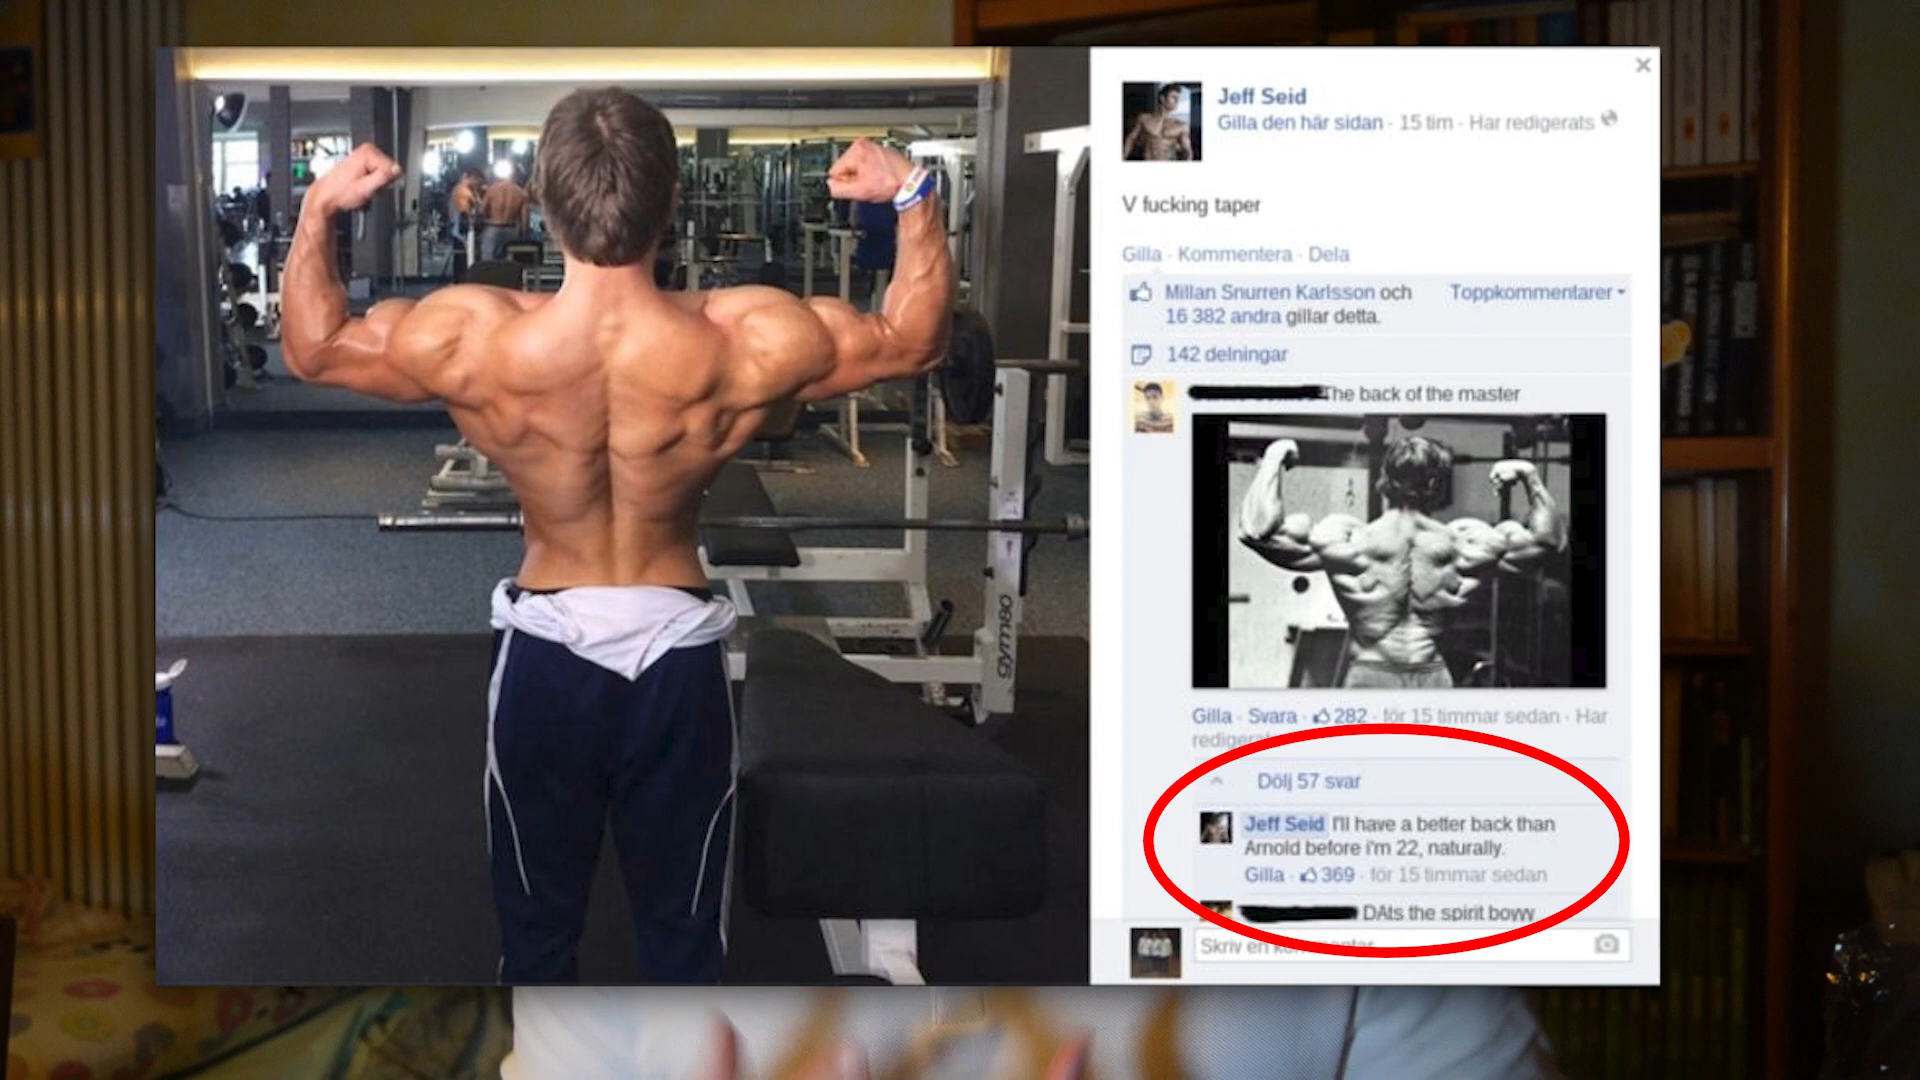 Jeff Seid
Gilla den här sidan · 15 tim · Har redigerats
V fucking taper
Gilla · Kommentera · Dela
Millan Snurren Karlsson och
Toppkommentarer
16 382 andra gillar detta.
142 delningar
The back of the master
Gilla · Svara · 282 · för 15 timmar sedan · Har
Dölj 57 svar
Jeff Seid I'll have a better back than
Arnold before i'm 22, naturally.
Gilla · 369 · för 15 timmar sedan
DAts the spirit boyyy
Skriv en
gym80